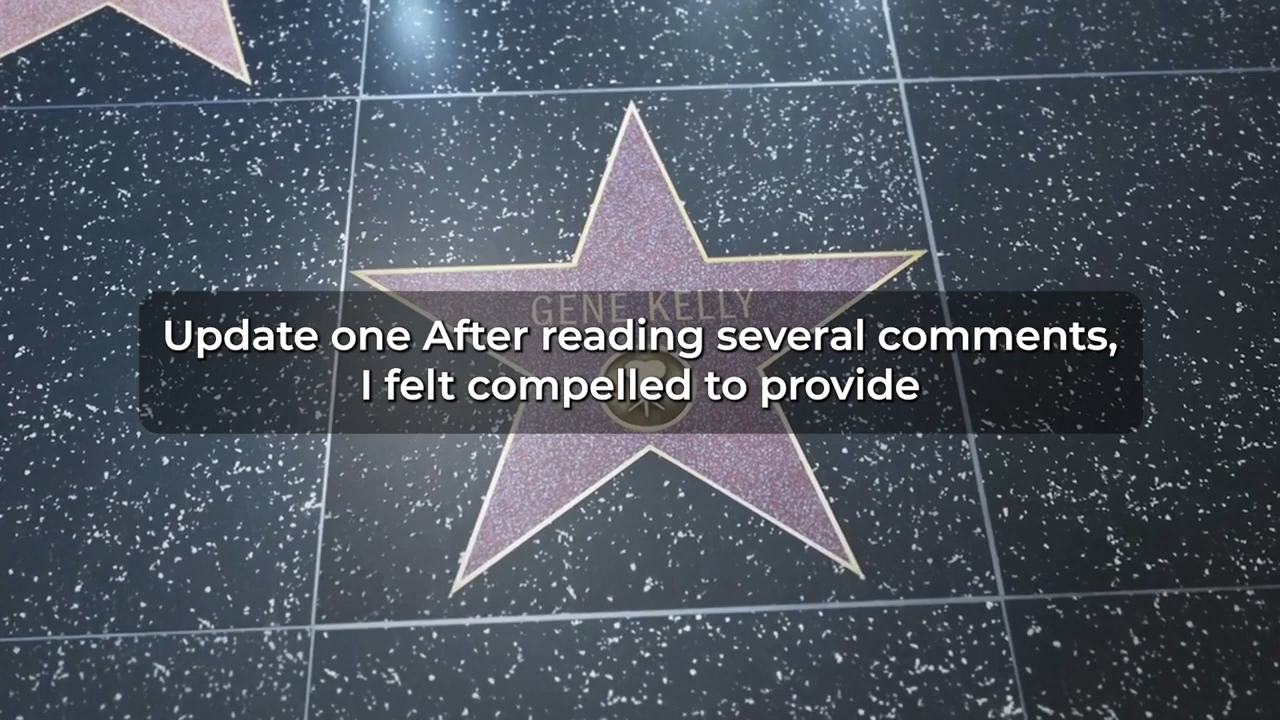 GENE KELLY
Update one After reading several comments,
I felt compelled to provide